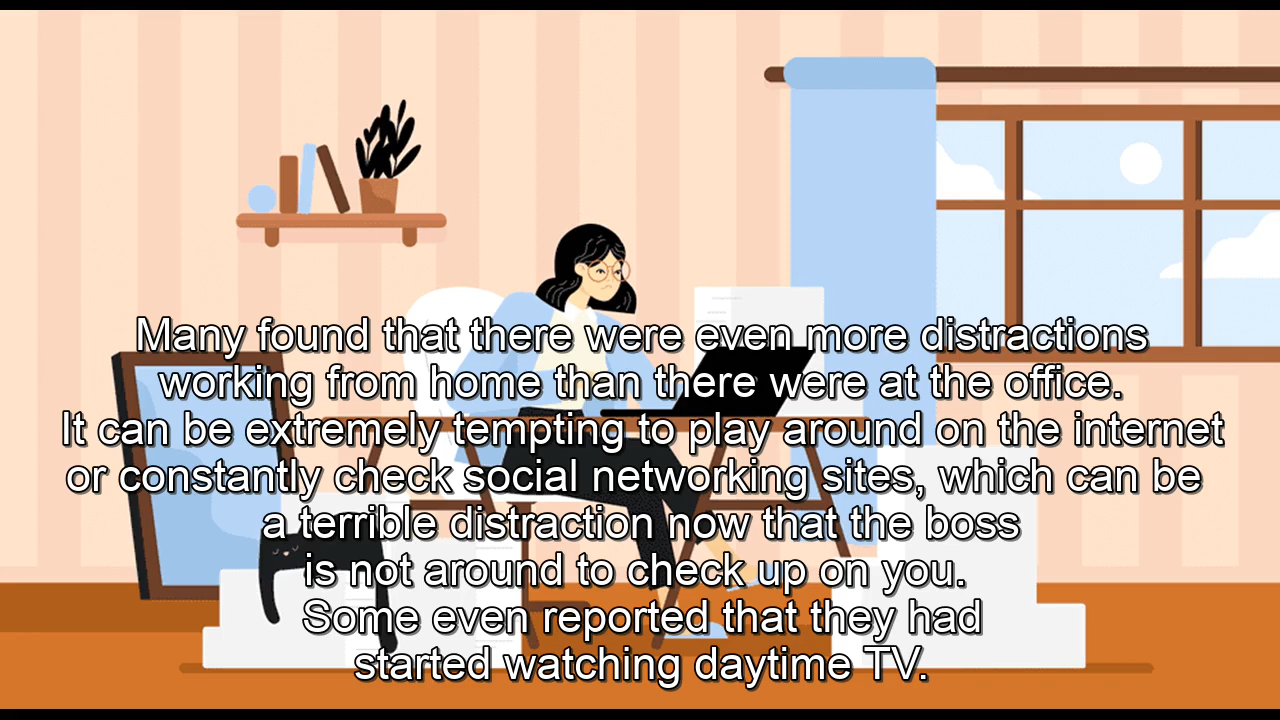 Many found that there were even more distractions
working from home than there were at the office.
It can be extremely tempting to play around on the internet
or constantly check social networking sites, which can be
a terrible distraction now that the boss
is not around to check up on you.
Some even reported that they had
started watching daytime TV.